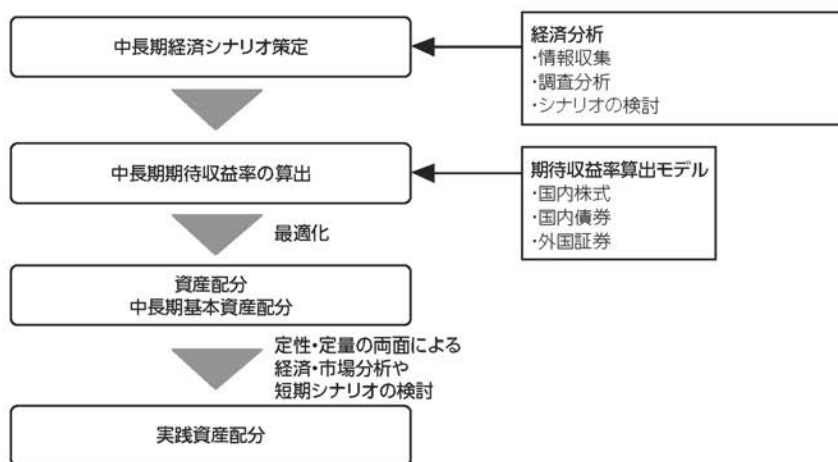 中長期経済シナリオ策定
経済分析
・情報収集
・調査分析
・シナリオの検討
中長期期待収益率の算出
期待収益率算出モデル
・国内株式
・国内債券
・外国証券
最適化
資産配分
中長期基本資産配分
定性・定量の両面による
経済・市場分析や
短期シナリオの検討
実践資産配分